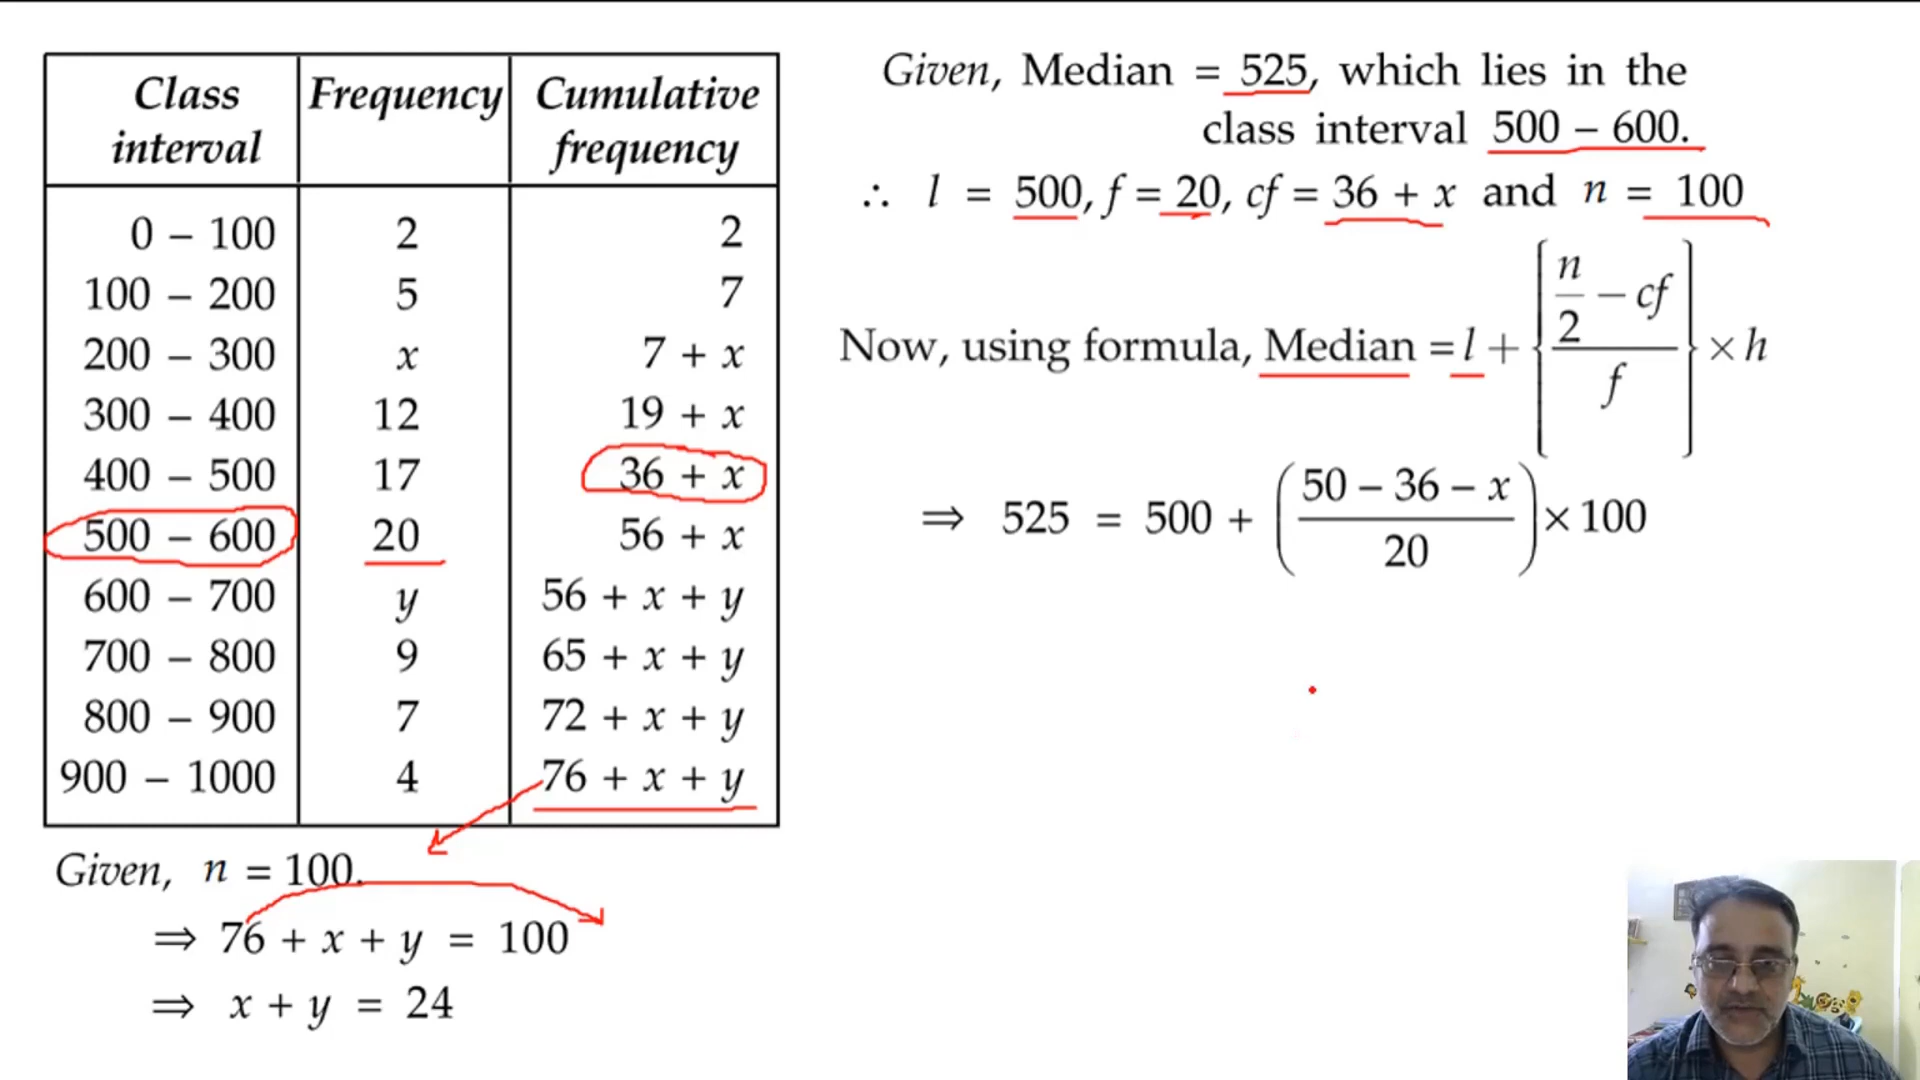 Class interval | Frequency | Cumulative frequency
0 – 100 | 2 | 2
100 – 200 | 5 | 7
200 – 300 | x | 7 + x
300 – 400 | 12 | 19 + x
400 – 500 | 17 | 36 + x
500 – 600 | 20 | 56 + x
600 – 700 | y | 56 + x + y
700 – 800 | 9 | 65 + x + y
800 – 900 | 7 | 72 + x + y
900 – 1000 | 4 | 76 + x + y
Given, n = 100.
⇒ 76 + x + y = 100
⇒ x + y = 24
Given, Median = 525, which lies in the
class interval 500 – 600.
∴ l = 500, f = 20, cf = 36 + x and n = 100
Now, using formula, Median = l + { (n/2 – cf) / f } × h
⇒ 525 = 500 + ( (50 – 36 – x) / 20 ) × 100